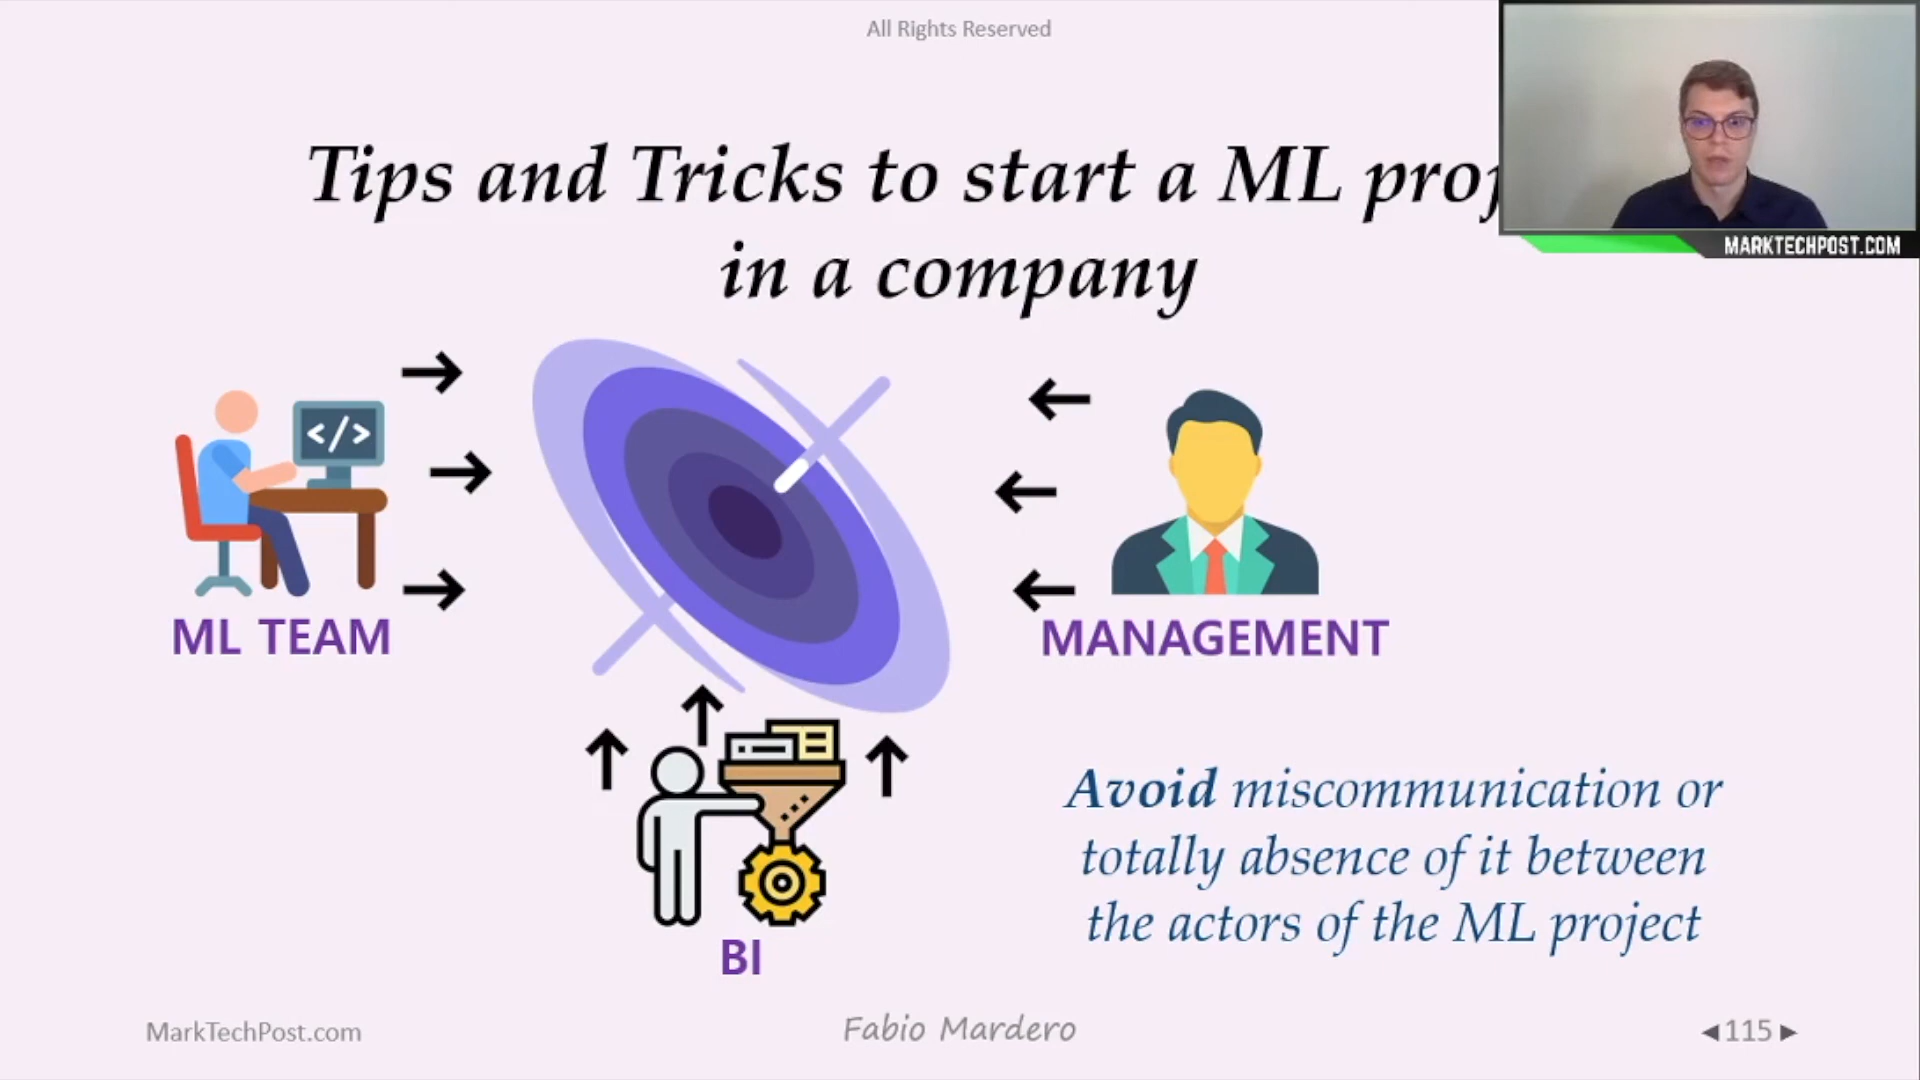 All Rights Reserved
Tips and Tricks to start a ML
in a company
MARKTECHPOST.COM
</>
ML TEAM
MANAGEMENT
BI
Avoid miscommunication or
totally absence of it between
the actors of the ML project
MarkTechPost.com
Fabio Mardero
115